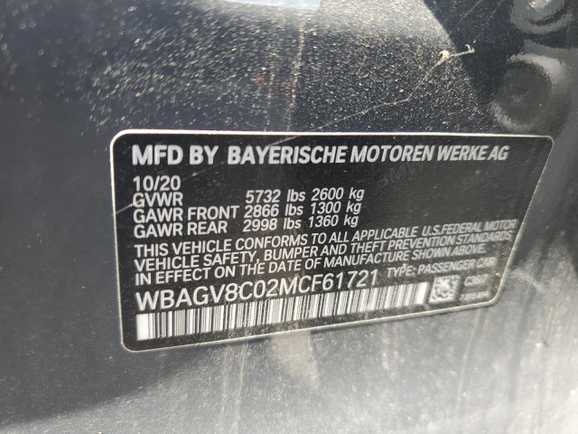 MFD BY BAYERISCHE MOTOREN WERKE AG
10/20
GVWR 5732 lbs 2600 kg
GAWR FRONT 2866 lbs 1300 kg
GAWR REAR 2998 lbs 1360 kg
THIS VEHICLE CONFORMS TO ALL APPLICABLE U.S.FEDERAL MOTOR
VEHICLE SAFETY, BUMPER AND THEFT PREVENTION STANDARDS
IN EFFECT ON THE DATE OF MANUFACTURE SHOWN ABOVE.
WBAGV8C02MCF61721 TYPE: PASSENGER CAR